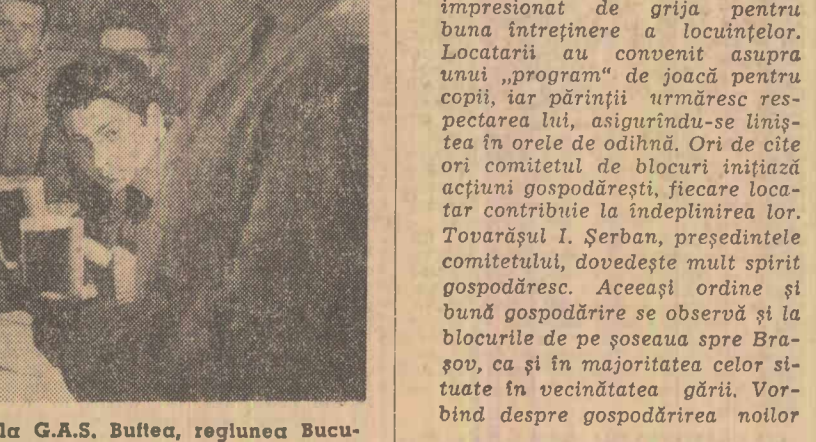 la G.A.S. Buftea, regiunea Bucu-
impresionat de grija pentru
buna întreținere a locuințelor.
Locatarii au convenit asupra
unui „program“ de joacă pentru
copii, iar părinții urmăresc res-
pectarea lui, asigurîndu-se liniș-
tea în orele de odihnă. Ori de cîte
ori comitetul de blocuri inițiază
acțiuni gospodărești, fiecare loca-
tar contribuie la îndeplinirea lor.
Tovarășul I. Șerban, președintele
comitetului, dovedește mult spirit
gospodăresc. Aceeași ordine și
bună gospodărire se observă și la
blocurile de pe șoseaua spre Bra-
șov, ca și în majoritatea celor si-
tuate în vecinătatea gării. Vor-
bind despre gospodărirea noilor